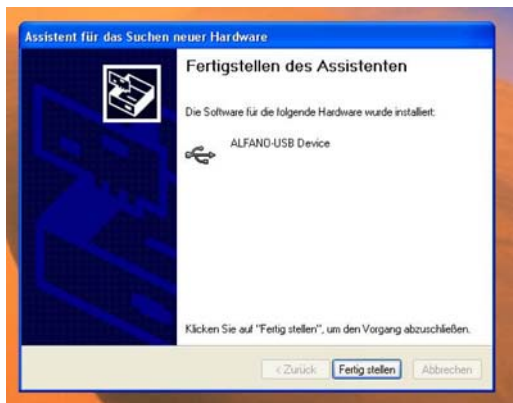 Assistent für das Suchen neuer Hardware
Fertigstellen des Assistenten
Die Software für die folgende Hardware wurde installiert:
ALFANO-USB Device
Klicken Sie auf "Fertig stellen", um den Vorgang abzuschließen.
< Zurück Fertig stellen Abbrechen